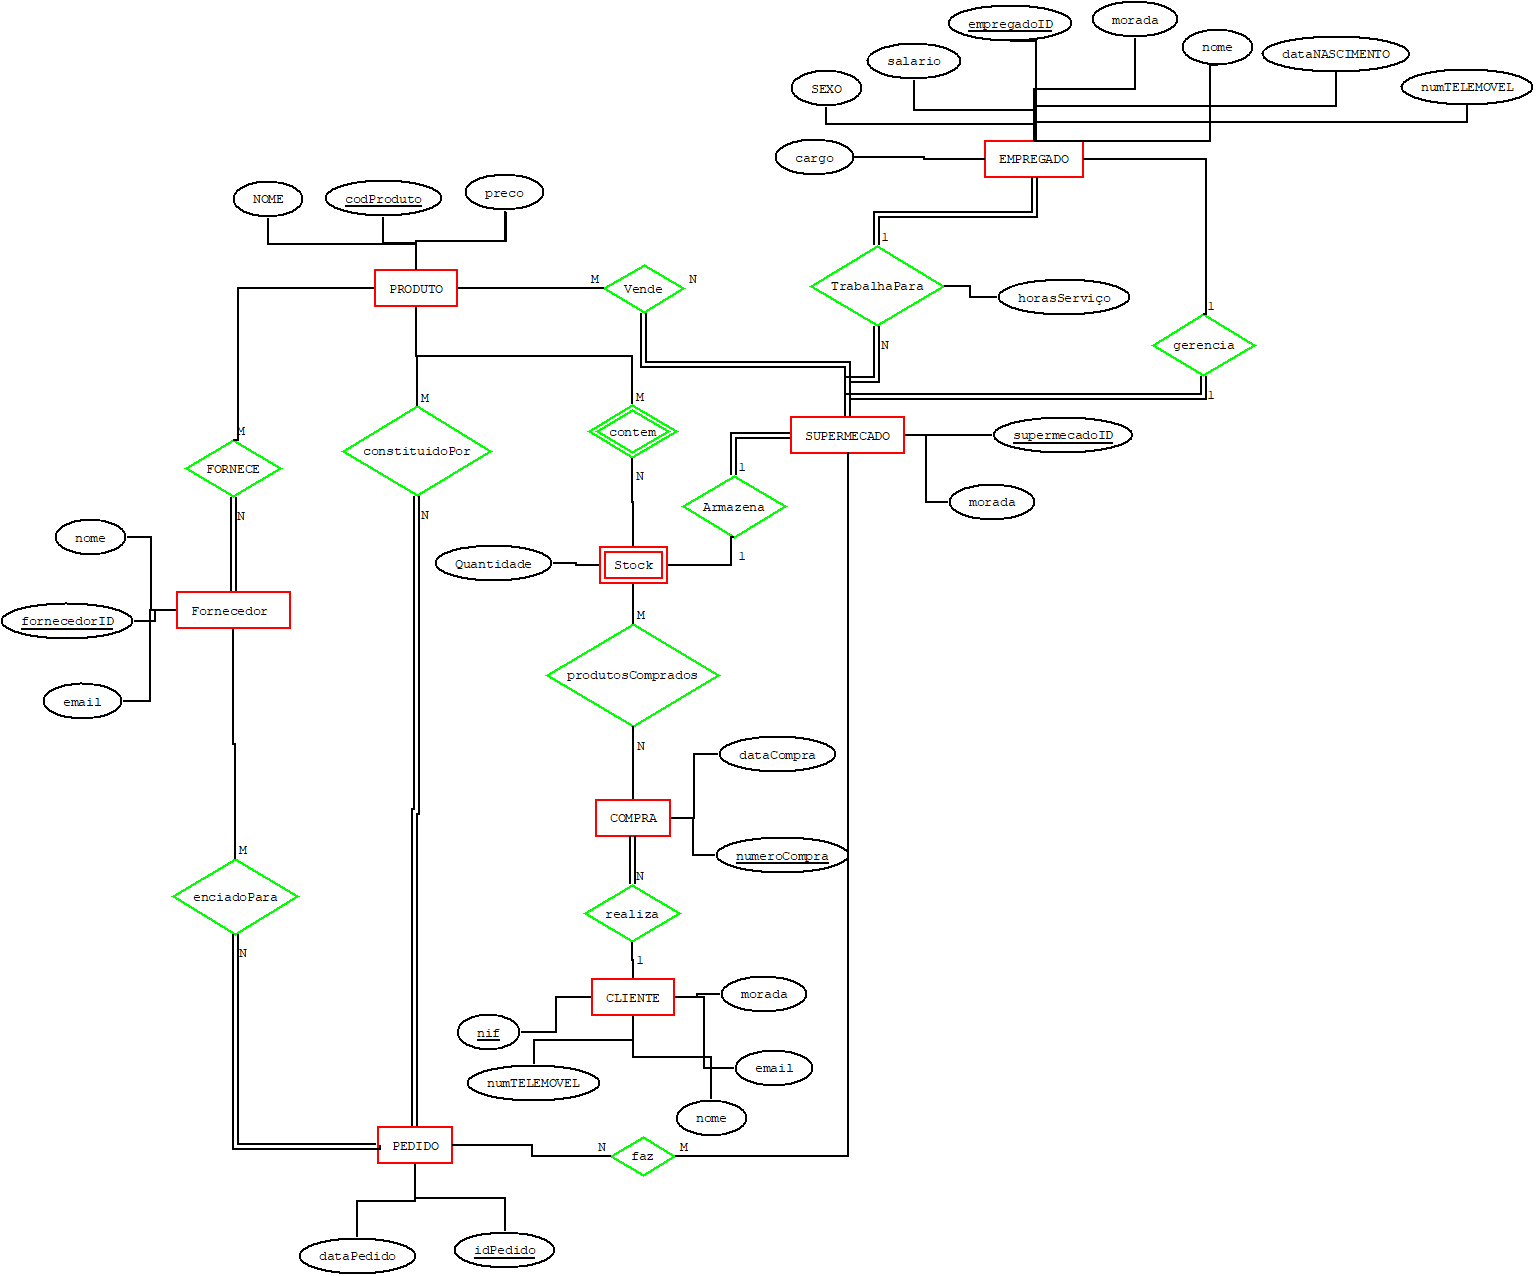 empregadoID
morada
nome
dataNASCIMENTO
salario
SEXO
numTELEMOVEL
cargo
EMPREGADO
NOME
codProduto
preco
PRODUTO
M
Vende
N
1
TrabalhaPara
N
horasServiço
1
gerencia
1
M
FORNECE
N
M
constituidoPor
N
M
contem
N
SUPERMECADO
supermecadoID
morada
1
Armazena
1
nome
fornecedorID
email
Fornecedor
Quantidade
Stock
M
produtosComprados
N
dataCompra
COMPRA
numeroCompra
N
realiza
1
M
enciadoPara
N
CLIENTE
morada
nif
email
numTELEMOVEL
nome
PEDIDO
N
faz
M
dataPedido
idPedido